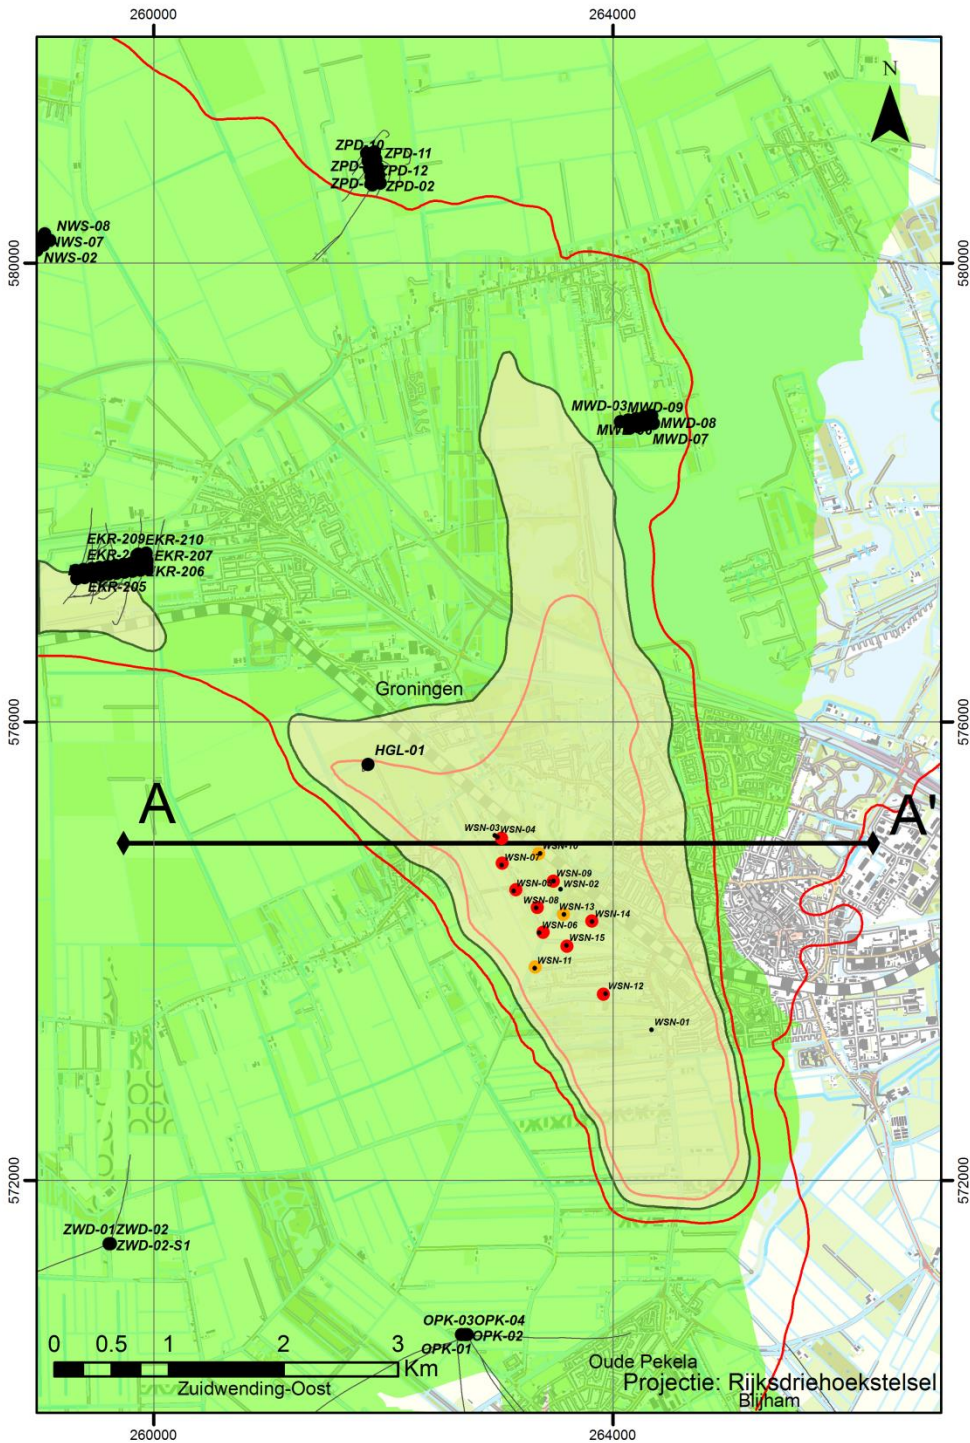 260000
264000
N
ZPD-10
ZPD-11
ZPD-12
ZPD-02
NWS-08
NWS-07
NWS-02
580000
580000
MWD-03
MWD-09
MWD-08
MWD-07
EKR-209
EKR-210
EKR-207
EKR-205
Groningen
576000
576000
HGL-01
A
A'
WSN-03
WSN-04
WSN-10
WSN-07
WSN-09
WSN-02
WSN-08
WSN-13
WSN-14
WSN-06
WSN-15
WSN-11
WSN-12
WSN-01
572000
572000
ZWD-01
ZWD-02
ZWD-02-S1
OPK-03
OPK-04
OPK-02
OPK-01
0 0.5 1 2 3
Km
Zuidwending-Oost
Oude Pekela
Projectie: Rijksdriehoekstelsel
260000
264000